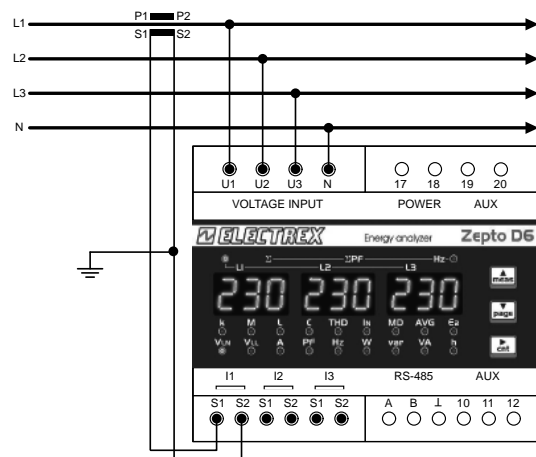 P1 P2
L1
S1 S2
L2
L3
N
U1 U2 U3 N 17 18 19 20
VOLTAGE INPUT POWER AUX
ELECTREX Energy analyzer Zepto D6
Σ ΣPF Hz
L1 L2 L3
230 230 230
meas
k M L C THD IN MD AVG Ea
page
VLN VLL A PF Hz W var VA h
cnt
I1 I2 I3 RS-485 AUX
S1 S2 S1 S2 S1 S2 A B ⊥ 10 11 12